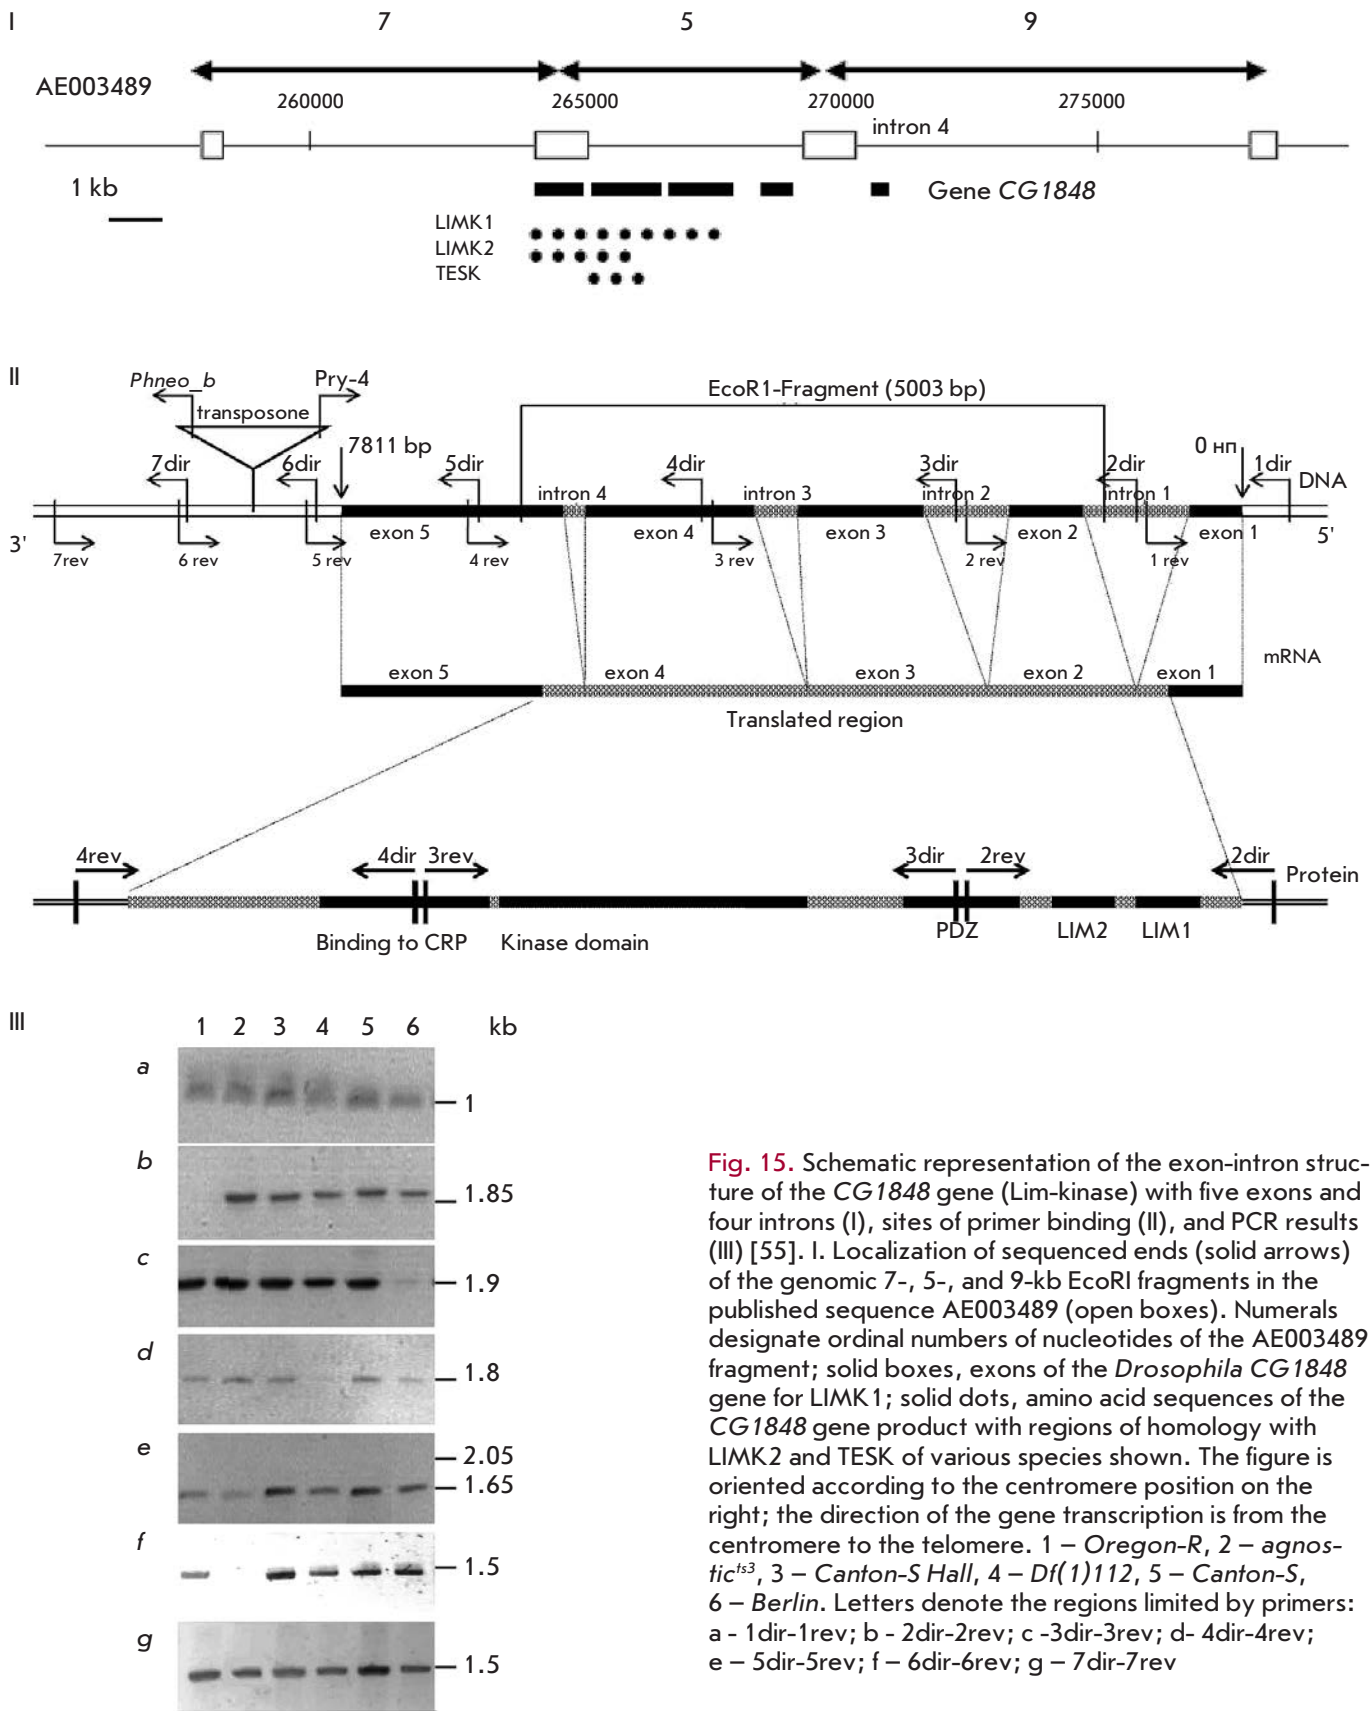 I
7 5 9
AE003489
260000 265000 270000 275000
intron 4
1 kb
Gene CG1848
LIMK1
LIMK2
TESK
II
Phneo_b Pry-4
transposone
EcoR1-Fragment (5003 bp)
7811 bp 0 нп
7dir 6dir 5dir 4dir 3dir 2dir 1dir
DNA
intron 4 intron 3 intron 2 intron 1
exon 5 exon 4 exon 3 exon 2 exon 1
3' 5'
7rev 6 rev 5 rev 4 rev 3 rev 2 rev 1 rev
mRNA
exon 5 exon 4 exon 3 exon 2 exon 1
Translated region
4rev 4dir 3rev 3dir 2rev 2dir
Protein
Binding to CRP Kinase domain PDZ LIM2 LIM1
III
1 2 3 4 5 6 kb
a
1
b
1.85
c
1.9
d
1.8
e
2.05
1.65
f
1.5
g
1.5
Fig. 15. Schematic representation of the exon-intron struc-
ture of the CG1848 gene (Lim-kinase) with five exons and
four introns (I), sites of primer binding (II), and PCR results
(III) [55]. I. Localization of sequenced ends (solid arrows)
of the genomic 7-, 5-, and 9-kb EcoRI fragments in the
published sequence AE003489 (open boxes). Numerals
designate ordinal numbers of nucleotides of the AE003489
fragment; solid boxes, exons of the Drosophila CG1848
gene for LIMK1; solid dots, amino acid sequences of the
CG1848 gene product with regions of homology with
LIMK2 and TESK of various species shown. The figure is
oriented according to the centromere position on the
right; the direction of the gene transcription is from the
centromere to the telomere. 1 – Oregon-R, 2 – agnos-
tic^ts3, 3 – Canton-S Hall, 4 – Df(1)112, 5 – Canton-S,
6 – Berlin. Letters denote the regions limited by primers:
a - 1dir-1rev; b - 2dir-2rev; c -3dir-3rev; d- 4dir-4rev;
e – 5dir-5rev; f – 6dir-6rev; g – 7dir-7rev